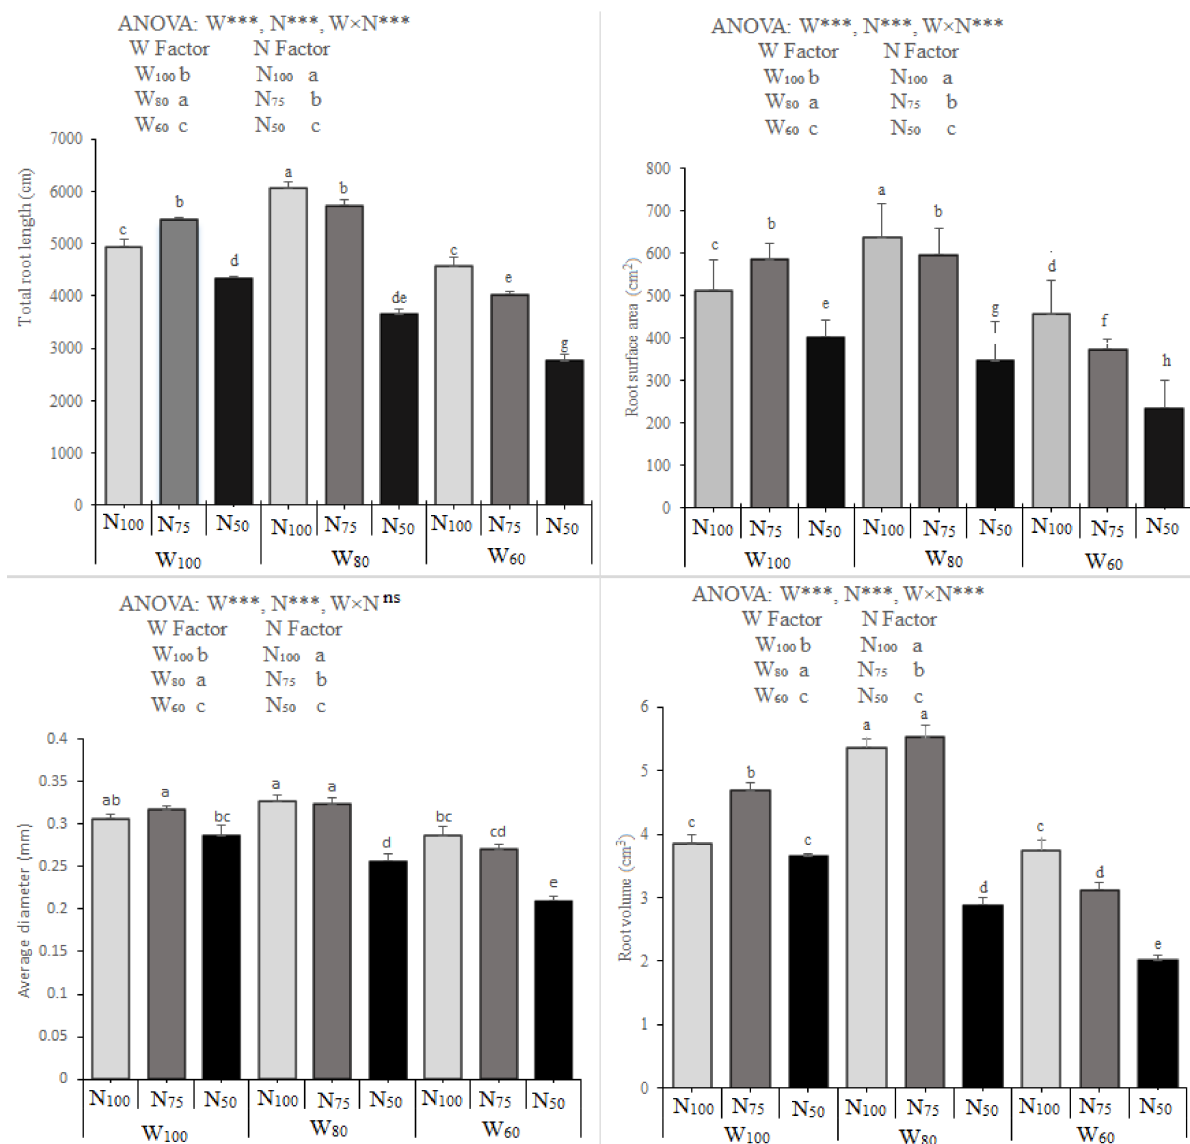 ANOVA: W***, N***, W×N***
W Factor N Factor
W100 b N100 a
W80 a N75 b
W60 c N50 c
Total root length (cm)
7000
6000
5000
4000
3000
2000
1000
0
c b d a b de c e g
N100 N75 N50 N100 N75 N50 N100 N75 N50
W100 W80 W60
ANOVA: W***, N***, W×N***
W Factor N Factor
W100 b N100 a
W80 a N75 b
W60 c N50 c
Root surface area (cm²)
800
700
600
500
400
300
200
100
0
c b e a b g d f h
N100 N75 N50 N100 N75 N50 N100 N75 N50
W100 W80 W60
ANOVA: W***, N***, W×N ns
W Factor N Factor
W100 b N100 a
W80 a N75 b
W60 c N50 c
Average diameter (mm)
0.4
0.35
0.3
0.25
0.2
0.15
0.1
0.05
0
ab a bc a a d bc cd e
N100 N75 N50 N100 N75 N50 N100 N75 N50
W100 W80 W60
ANOVA: W***, N***, W×N***
W Factor N Factor
W100 b N100 a
W80 a N75 b
W60 c N50 c
Root volume (cm³)
6
5
4
3
2
1
0
c b c a a d c d e
N100 N75 N50 N100 N75 N50 N100 N75 N50
W100 W80 W60